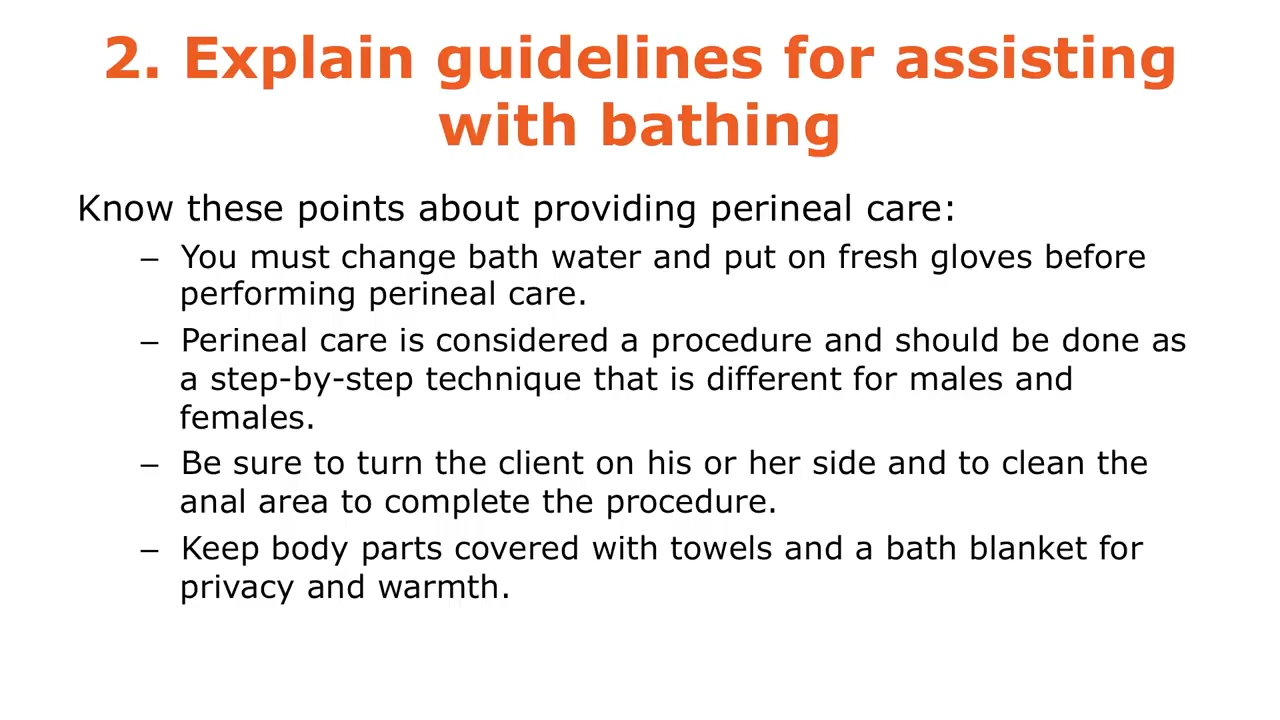 2. Explain guidelines for assisting
with bathing
Know these points about providing perineal care:
– You must change bath water and put on fresh gloves before
performing perineal care.
– Perineal care is considered a procedure and should be done as
a step-by-step technique that is different for males and
females.
– Be sure to turn the client on his or her side and to clean the
anal area to complete the procedure.
– Keep body parts covered with towels and a bath blanket for
privacy and warmth.